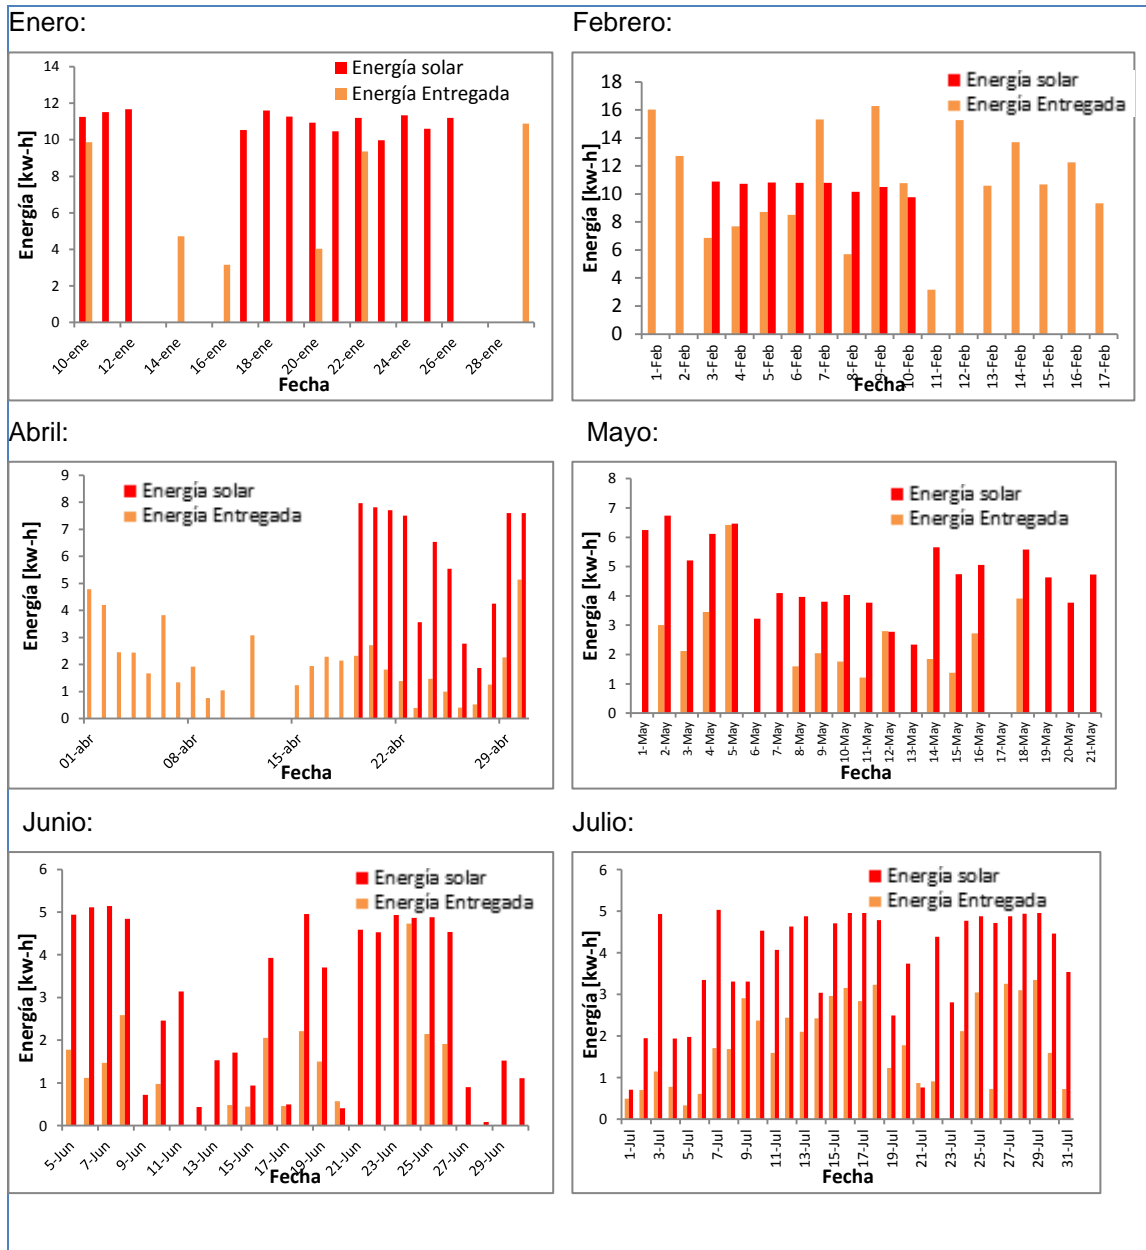 Enero:
Febrero:
Energía solar
Energía Entregada
Energía [kw-h]
14
12
10
8
6
4
2
0
10-ene
12-ene
14-ene
16-ene
18-ene
20-ene
22-ene
24-ene
26-ene
28-ene
Fecha
Energía solar
Energía Entregada
Energía [kw-h]
18
16
14
12
10
8
6
4
2
0
1-Feb
2-Feb
3-Feb
4-Feb
5-Feb
6-Feb
7-Feb
8-Feb
9-Feb
10-Feb
11-Feb
12-Feb
13-Feb
14-Feb
15-Feb
16-Feb
17-Feb
Fecha
Abril:
Mayo:
Energía solar
Energía Entregada
Energía [kw-h]
9
8
7
6
5
4
3
2
1
0
01-abr
08-abr
15-abr
22-abr
29-abr
Fecha
Energía solar
Energía Entregada
Energía [kw-h]
8
7
6
5
4
3
2
1
0
1-May
2-May
3-May
4-May
5-May
6-May
7-May
8-May
9-May
10-May
11-May
12-May
13-May
14-May
15-May
16-May
17-May
18-May
19-May
20-May
21-May
Fecha
Junio:
Julio:
Energía solar
Energía Entregada
Energía [kw-h]
6
5
4
3
2
1
0
5-Jun
7-Jun
9-Jun
11-Jun
13-Jun
15-Jun
17-Jun
19-Jun
21-Jun
23-Jun
25-Jun
27-Jun
29-Jun
Fecha
Energía solar
Energía Entregada
Energía [kw-h]
6
5
4
3
2
1
0
1-Jul
3-Jul
5-Jul
7-Jul
9-Jul
11-Jul
13-Jul
15-Jul
17-Jul
19-Jul
21-Jul
23-Jul
25-Jul
27-Jul
29-Jul
31-Jul
Fecha